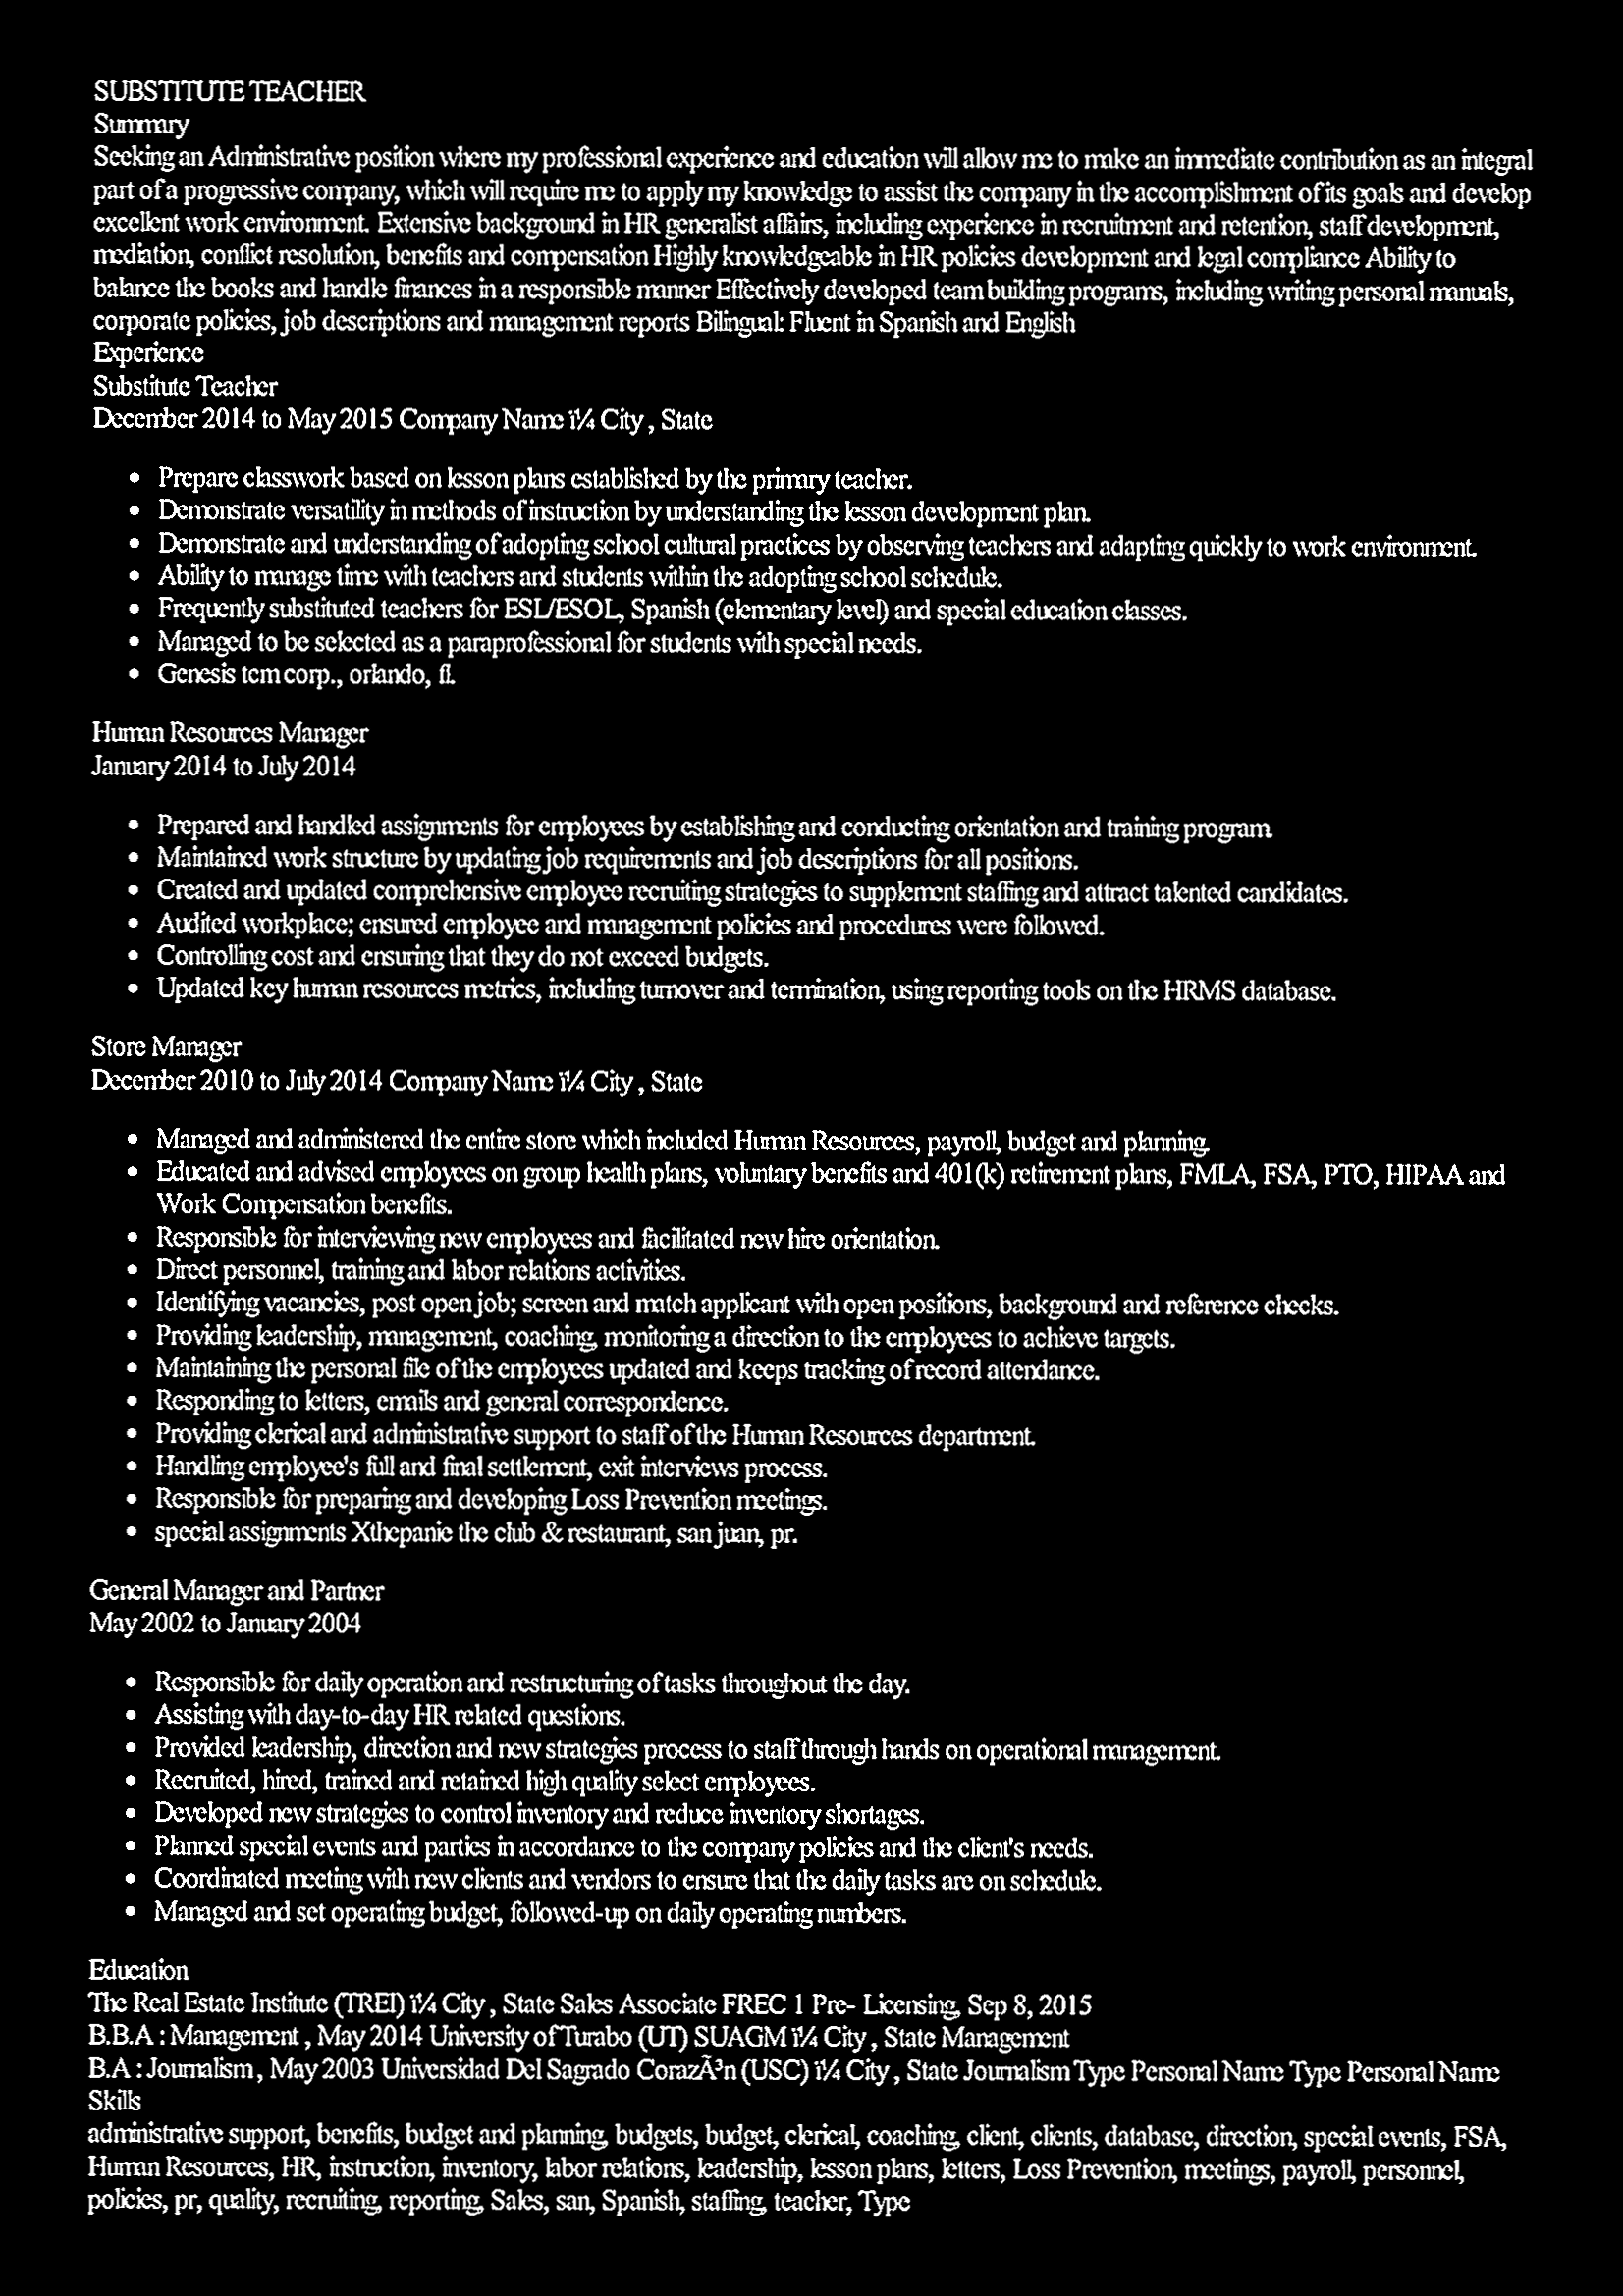 SUBSTITUTE TEACHER
Summary
Seeking an Administrative position where my professional experience and education will allow me to make an immediate contribution as an integral
part of a progressive company, which will require me to apply my knowledge to assist the company in the accomplishment of its goals and develop
excellent work environment. Extensive background in HR generalist affairs, including experience in recruitment and retention, staff development,
mediation, conflict resolution, benefits and compensation Highly knowledgeable in HR policies development and legal compliance Ability to
balance the books and handle finances in a responsible manner Effectively developed team building programs, including writing personal manuals,
corporate policies, job descriptions and management reports Bilingual: Fluent in Spanish and English
Experience
Substitute Teacher
December 2014 to May 2015 Company Name ï¼ City , State
• Prepare classwork based on lesson plans established by the primary teacher.
• Demonstrate versatility in methods of instruction by understanding the lesson development plan.
• Demonstrate and understanding of adopting school cultural practices by observing teachers and adapting quickly to work environment.
• Ability to manage time with teachers and students within the adopting school schedule.
• Frequently substituted teachers for ESL/ESOL, Spanish (elementary level) and special education classes.
• Managed to be selected as a paraprofessional for students with special needs.
• Genesis tcm corp., orlando, fl.
Human Resources Manager
January 2014 to July 2014
• Prepared and handled assignments for employees by establishing and conducting orientation and training program.
• Maintained work structure by updating job requirements and job descriptions for all positions.
• Created and updated comprehensive employee recruiting strategies to supplement staffing and attract talented candidates.
• Audited workplace; ensured employee and management policies and procedures were followed.
• Controlling cost and ensuring that they do not exceed budgets.
• Updated key human resources metrics, including turnover and termination, using reporting tools on the HRMS database.
Store Manager
December 2010 to July 2014 Company Name ï¼ City , State
• Managed and administered the entire store which included Human Resources, payroll, budget and planning.
• Educated and advised employees on group health plans, voluntary benefits and 401(k) retirement plans, FMLA, FSA, PTO, HIPAA and
Work Compensation benefits.
• Responsible for interviewing new employees and facilitated new hire orientation.
• Direct personnel, training and labor relations activities.
• Identifying vacancies, post open job; screen and match applicant with open positions, background and reference checks.
• Providing leadership, management, coaching, monitoring a direction to the employees to achieve targets.
• Maintaining the personal file of the employees updated and keeps tracking of record attendance.
• Responding to letters, emails and general correspondence.
• Providing clerical and administrative support to staff of the Human Resources department.
• Handling employee's full and final settlement, exit interviews process.
• Responsible for preparing and developing Loss Prevention meetings.
• special assignments Xthepanie the club & restaurant, san juan, pr.
General Manager and Partner
May 2002 to January 2004
• Responsible for daily operation and restructuring of tasks throughout the day.
• Assisting with day-to-day HR related questions.
• Provided leadership, direction and new strategies process to staff through hands on operational management.
• Recruited, hired, trained and retained high quality select employees.
• Developed new strategies to control inventory and reduce inventory shortages.
• Planned special events and parties in accordance to the company policies and the client's needs.
• Coordinated meeting with new clients and vendors to ensure that the daily tasks are on schedule.
• Managed and set operating budget, followed-up on daily operating numbers.
Education
The Real Estate Institute (TREI) ï¼ City , State Sales Associate FREC 1 Pre- Licensing, Sep 8, 2015
B.B.A : Management , May 2014 University of Turabo (UT) SUAGM ï¼ City , State Management
B.A : Journalism , May 2003 Universidad Del Sagrado CorazÃ³n (USC) ï¼ City , State Journalism Type Personal Name Type Personal Name
Skills
administrative support, benefits, budget and planning, budgets, budget, clerical, coaching, client, clients, database, direction, special events, FSA,
Human Resources, HR, instruction, inventory, labor relations, leadership, lesson plans, letters, Loss Prevention, meetings, payroll, personnel,
policies, pr, quality, recruiting, reporting, Sales, san, Spanish, staffing, teacher, Type